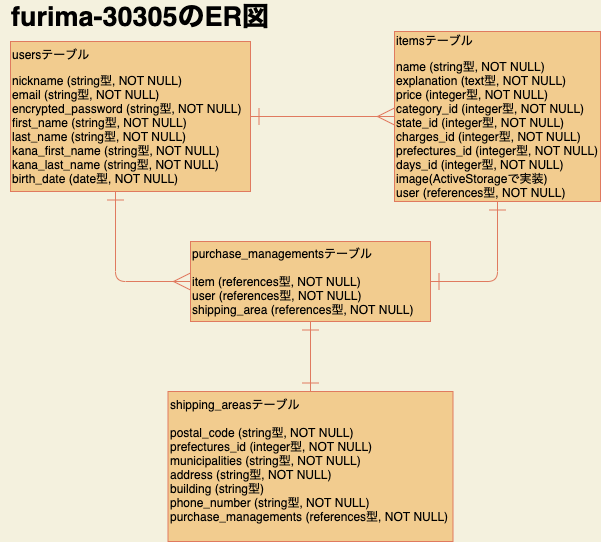 furima-30305のER図
usersテーブル
nickname (string型, NOT NULL)
email (string型, NOT NULL)
encrypted_password (string型, NOT NULL)
first_name (string型, NOT NULL)
last_name (string型, NOT NULL)
kana_first_name (string型, NOT NULL)
kana_last_name (string型, NOT NULL)
birth_date (date型, NOT NULL)
itemsテーブル
name (string型, NOT NULL)
explanation (text型, NOT NULL)
price (integer型, NOT NULL)
category_id (integer型, NOT NULL)
state_id (integer型, NOT NULL)
charges_id (integer型, NOT NULL)
prefectures_id (integer型, NOT NULL)
days_id (integer型, NOT NULL)
image(ActiveStorageで実装)
user (references型, NOT NULL)
purchase_managementsテーブル
item (references型, NOT NULL)
user (references型, NOT NULL)
shipping_area (references型, NOT NULL)
shipping_areasテーブル
postal_code (string型, NOT NULL)
prefectures_id (integer型, NOT NULL)
municipalities (string型, NOT NULL)
address (string型, NOT NULL)
building (string型)
phone_number (string型, NOT NULL)
purchase_managements (references型, NOT NULL)